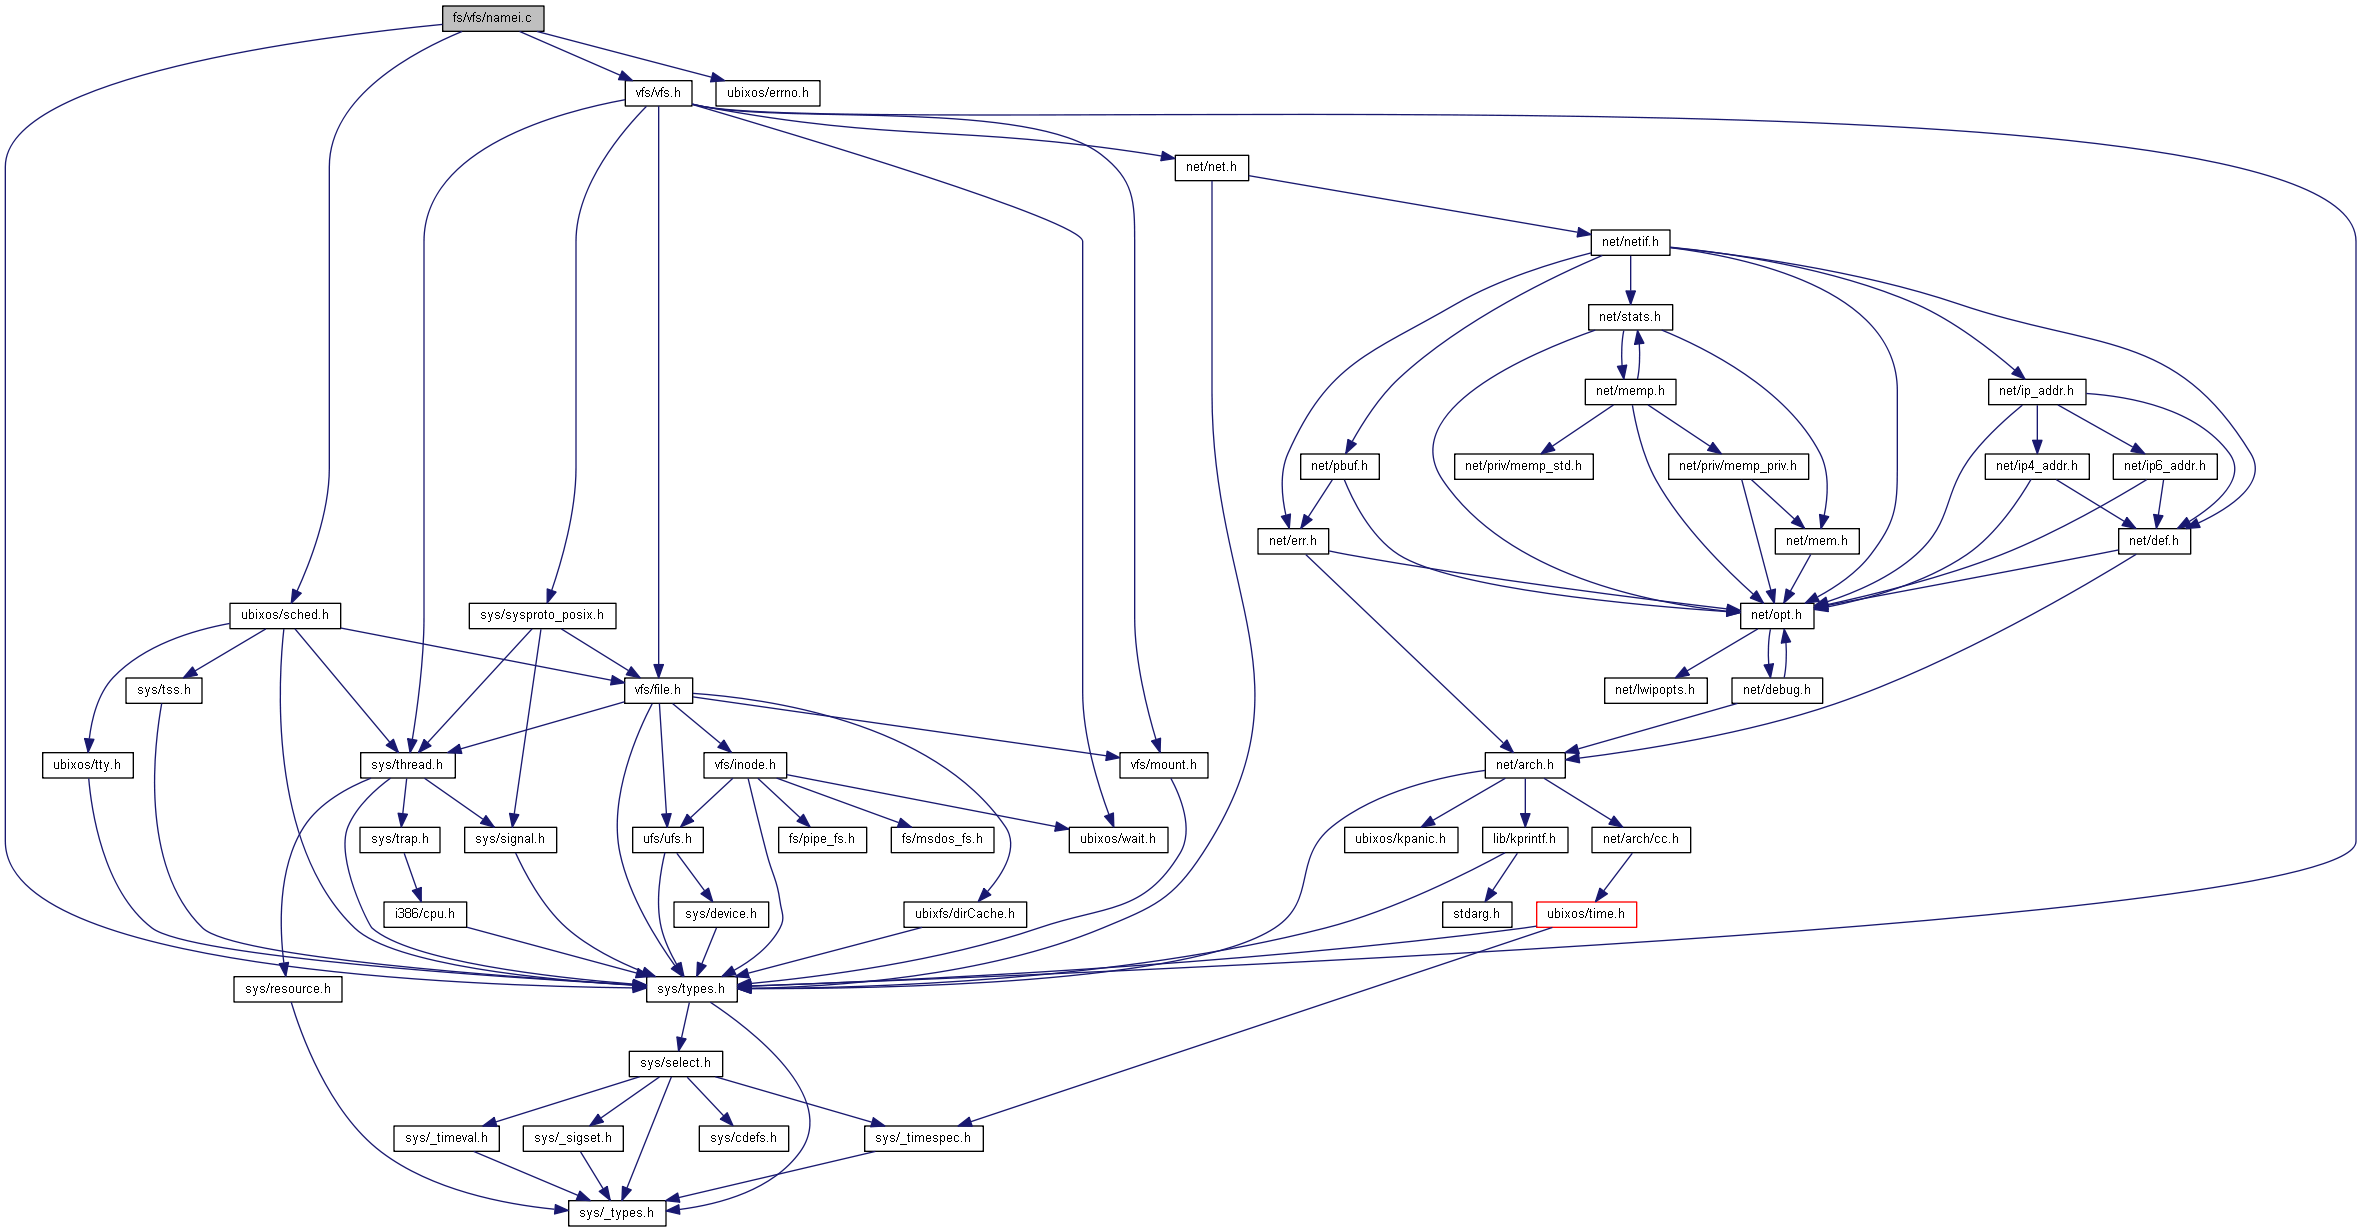 fs/vfs/namei.c
vfs/vfs.h
ubixos/errno.h
net/net.h
net/netif.h
net/stats.h
net/memp.h
net/ip_addr.h
net/pbuf.h
net/priv/memp_std.h
net/priv/memp_priv.h
net/ip4_addr.h
net/ip6_addr.h
net/err.h
net/mem.h
net/def.h
ubixos/sched.h
sys/sysproto_posix.h
net/opt.h
sys/tss.h
vfs/file.h
net/lwipopts.h
net/debug.h
ubixos/tty.h
sys/thread.h
vfs/inode.h
vfs/mount.h
net/arch.h
sys/trap.h
sys/signal.h
ufs/ufs.h
fs/pipe_fs.h
fs/msdos_fs.h
ubixos/wait.h
ubixos/kpanic.h
lib/kprintf.h
net/arch/cc.h
i386/cpu.h
sys/device.h
ubixfs/dirCache.h
stdarg.h
ubixos/time.h
sys/resource.h
sys/types.h
sys/select.h
sys/_timeval.h
sys/_sigset.h
sys/cdefs.h
sys/_timespec.h
sys/_types.h